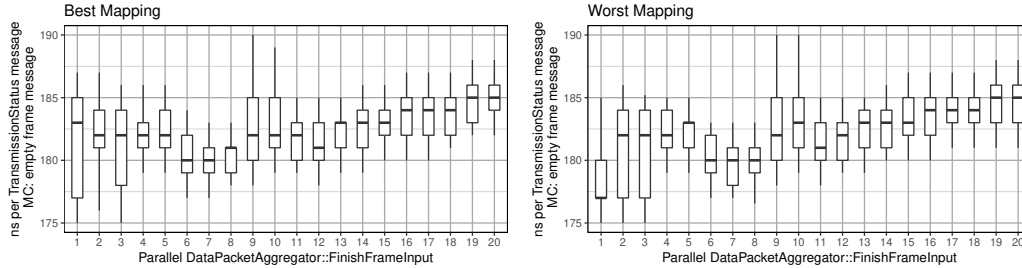 Best Mapping
ns per TransmissionStatus message
MC: empty frame message
190
185
180
175
1 2 3 4 5 6 7 8 9 10 11 12 13 14 15 16 17 18 19 20
Parallel DataPacketAggregator::FinishFrameInput
Worst Mapping
ns per TransmissionStatus message
MC: empty frame message
190
185
180
175
1 2 3 4 5 6 7 8 9 10 11 12 13 14 15 16 17 18 19 20
Parallel DataPacketAggregator::FinishFrameInput